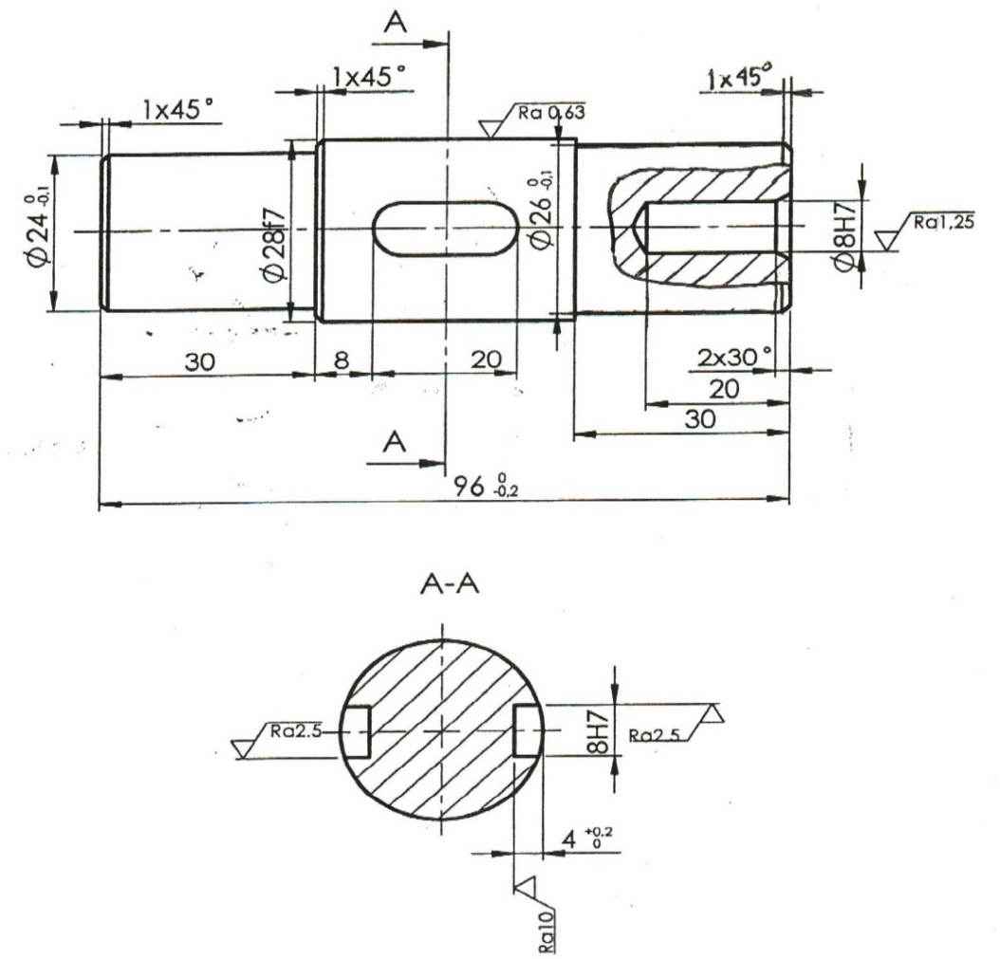 A
1x45°
1x45°
1x45°
Ra 0,63
Ø24 0 -0,1
Ø28f7
Ø26 0 -0,1
Ø8H7
Ra1,25
30
8
20
2x30°
20
30
A
96 0 -0,2
A-A
Ra2.5
8H7
Ra2.5
4 +0,2 0
Ra10